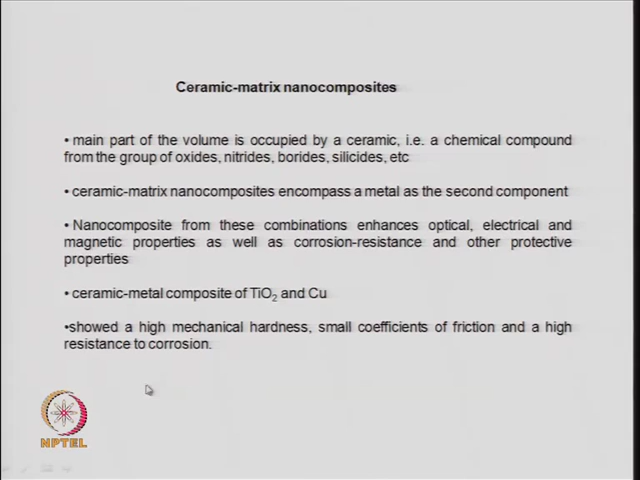 Ceramic-matrix nanocomposites
• main part of the volume is occupied by a ceramic, i.e. a chemical compound
from the group of oxides, nitrides, borides, silicides, etc
• ceramic-matrix nanocomposites encompass a metal as the second component
• Nanocomposite from these combinations enhances optical, electrical and
magnetic properties as well as corrosion-resistance and other protective
properties
• ceramic-metal composite of TiO₂ and Cu
•showed a high mechanical hardness, small coefficients of friction and a high
resistance to corrosion.
NPTEL